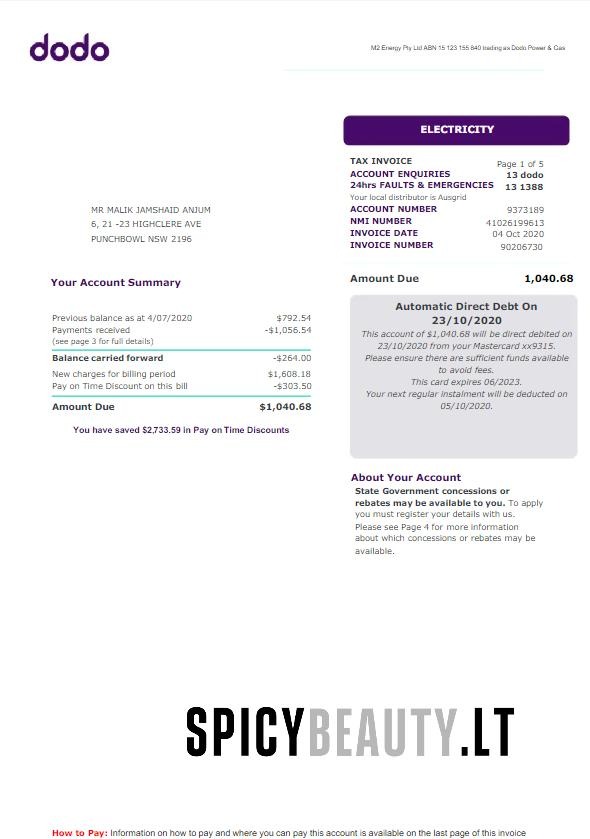 dodo
M2 Energy Pty Ltd ABN 15 123 155 840 trading as Dodo Power & Gas
ELECTRICITY
TAX INVOICE Page 1 of 5
ACCOUNT ENQUIRIES 13 dodo
24hrs FAULTS & EMERGENCIES 13 1388
Your local distributor is Ausgrid
ACCOUNT NUMBER 9373189
NMI NUMBER 41026199613
INVOICE DATE 04 Oct 2020
INVOICE NUMBER 90206730
MR MALIK JAMSHAID ANJUM
6, 21 -23 HIGHCLERE AVE
PUNCHBOWL NSW 2196
Your Account Summary
Previous balance as at 4/07/2020 $792.54
Payments received -$1,056.54
(see page 3 for full details)
Balance carried forward -$264.00
New charges for billing period $1,608.18
Pay on Time Discount on this bill -$303.50
Amount Due $1,040.68
You have saved $2,733.59 in Pay on Time Discounts
Amount Due 1,040.68
Automatic Direct Debt On
23/10/2020
This account of $1,040.68 will be direct debited on
23/10/2020 from your Mastercard xx9315.
Please ensure there are sufficient funds available
to avoid fees.
This card expires 06/2023.
Your next regular instalment will be deducted on
05/10/2020.
About Your Account
State Government concessions or
rebates may be available to you. To apply
you must register your details with us.
Please see Page 4 for more information
about which concessions or rebates may be
available.
SPICYBEAUTY.LT
How to Pay: Information on how to pay and where you can pay this account is available on the last page of this invoice